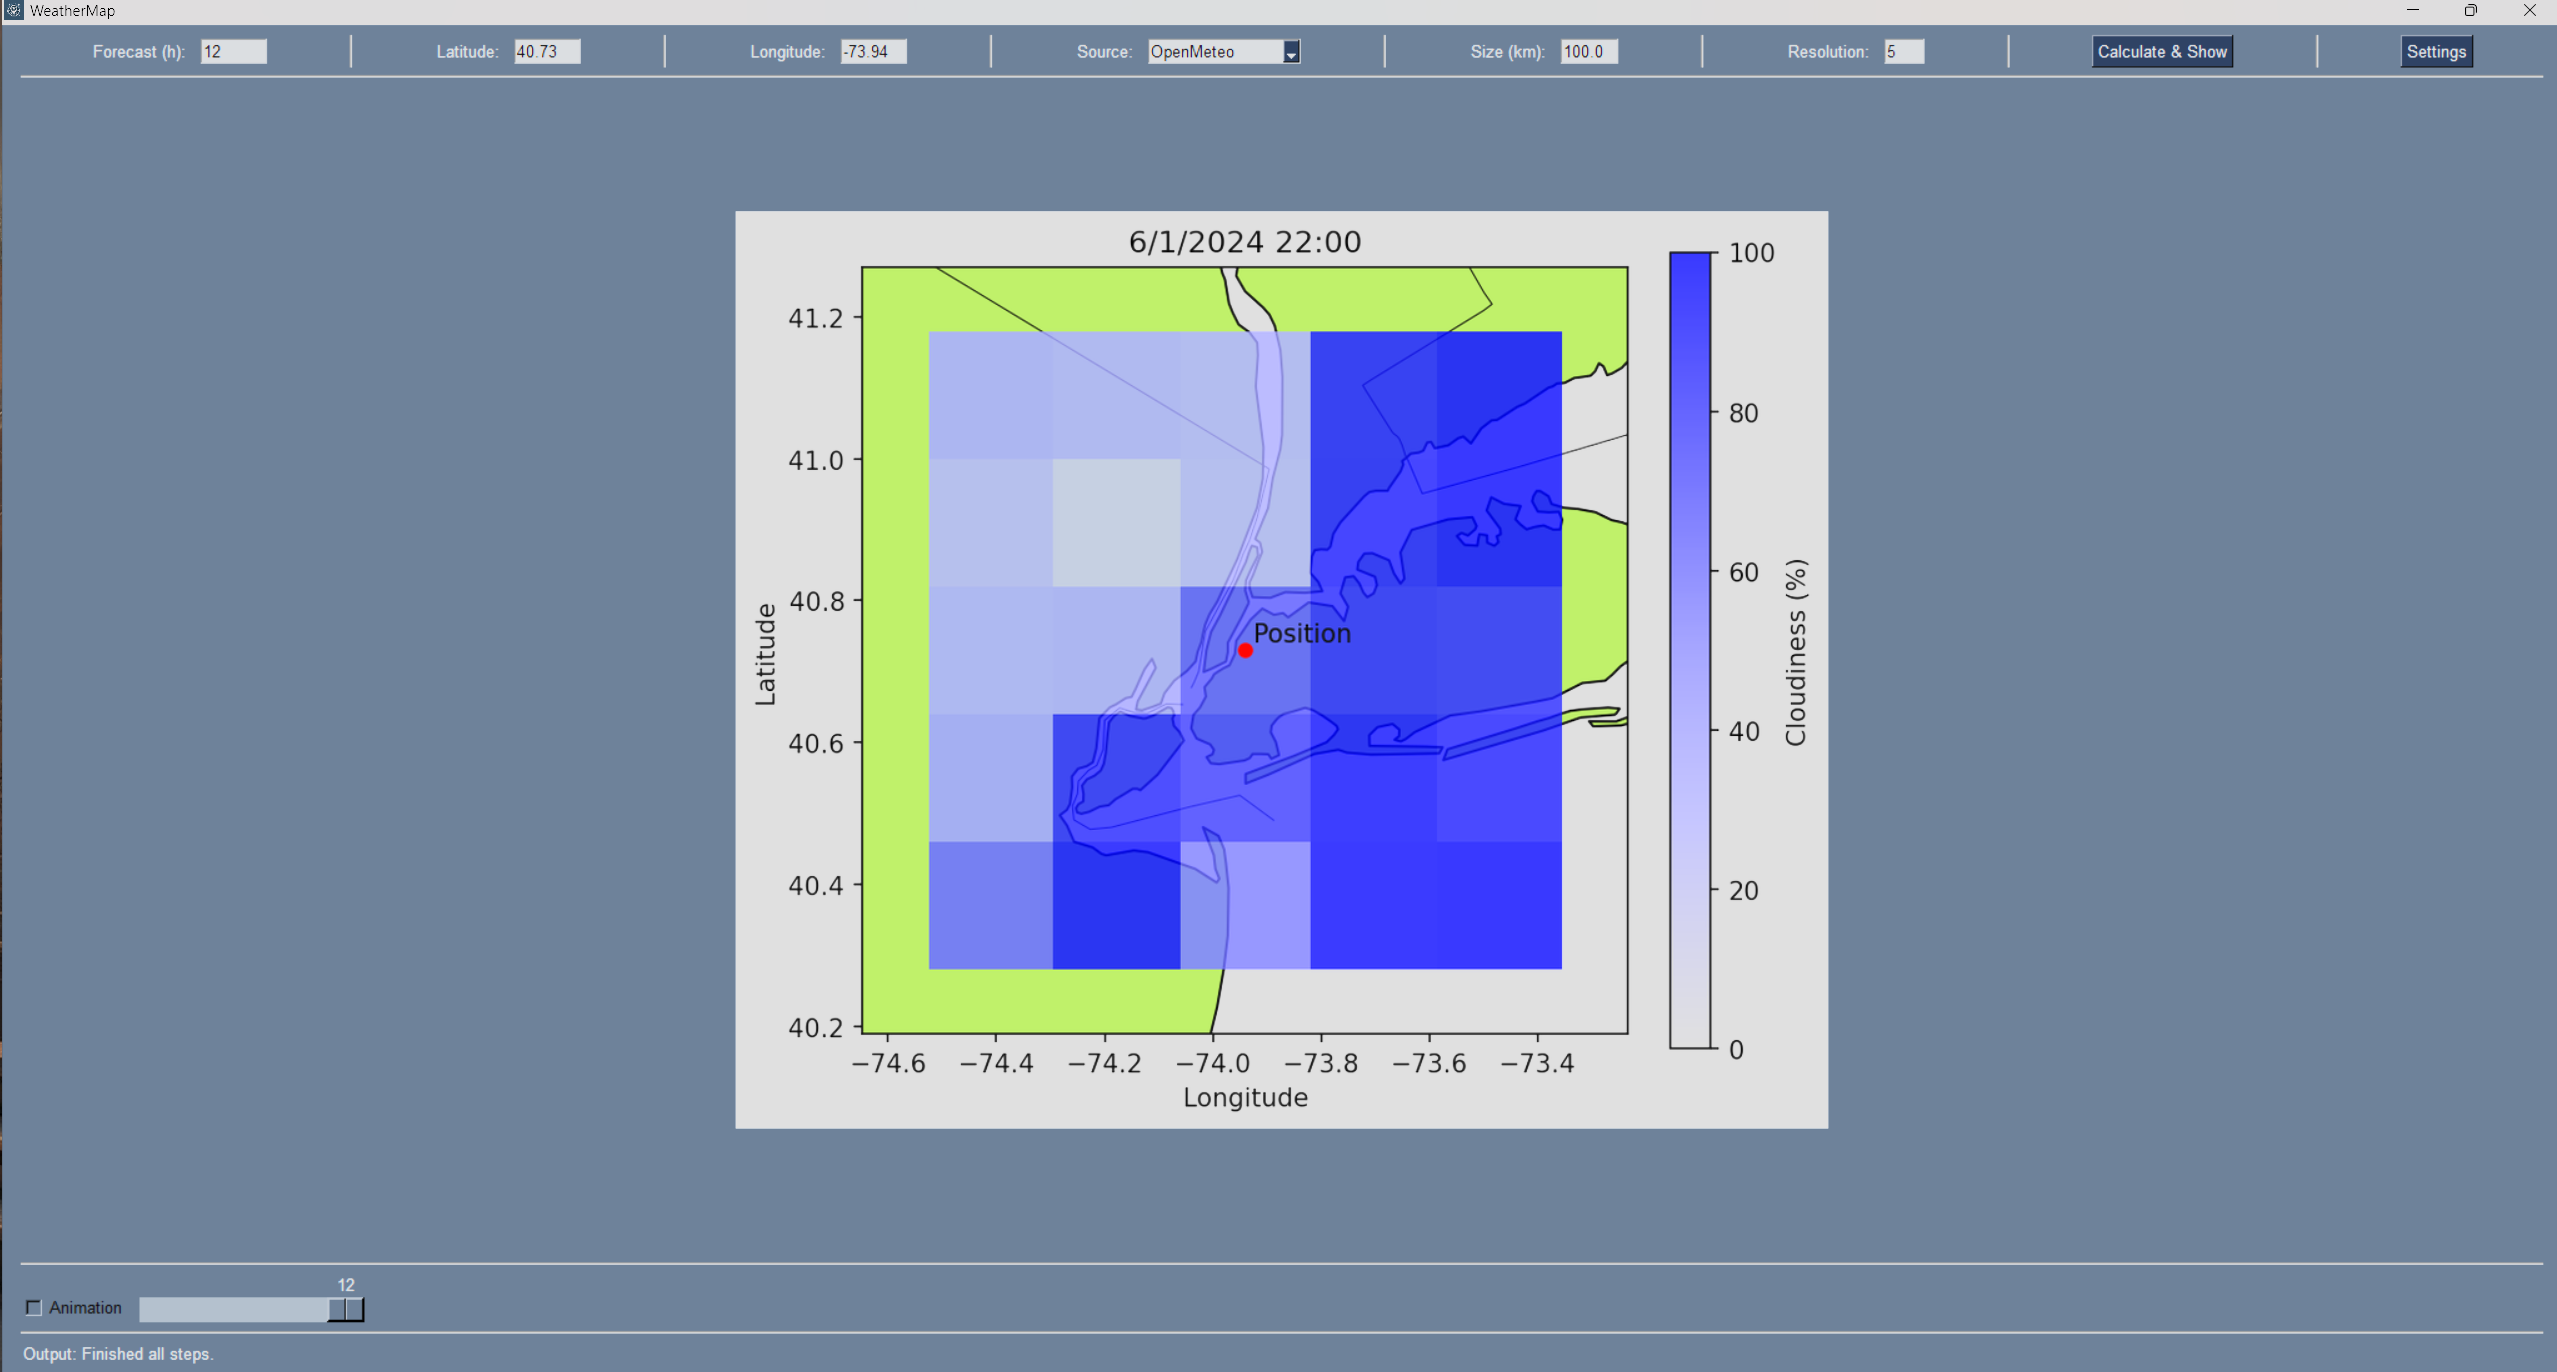 WeatherMap
Forecast (h): 12 Latitude: 40.73 Longitude: -73.94 Source: OpenMeteo Size (km): 100.0 Resolution: 5 Calculate & Show Settings
6/1/2024 22:00
100
80
60
40
20
0
Cloudiness (%)
41.2
41.0
40.8
40.6
40.4
40.2
Latitude
Position
−74.6 −74.4 −74.2 −74.0 −73.8 −73.6 −73.4
Longitude
12
Animation
Output: Finished all steps.